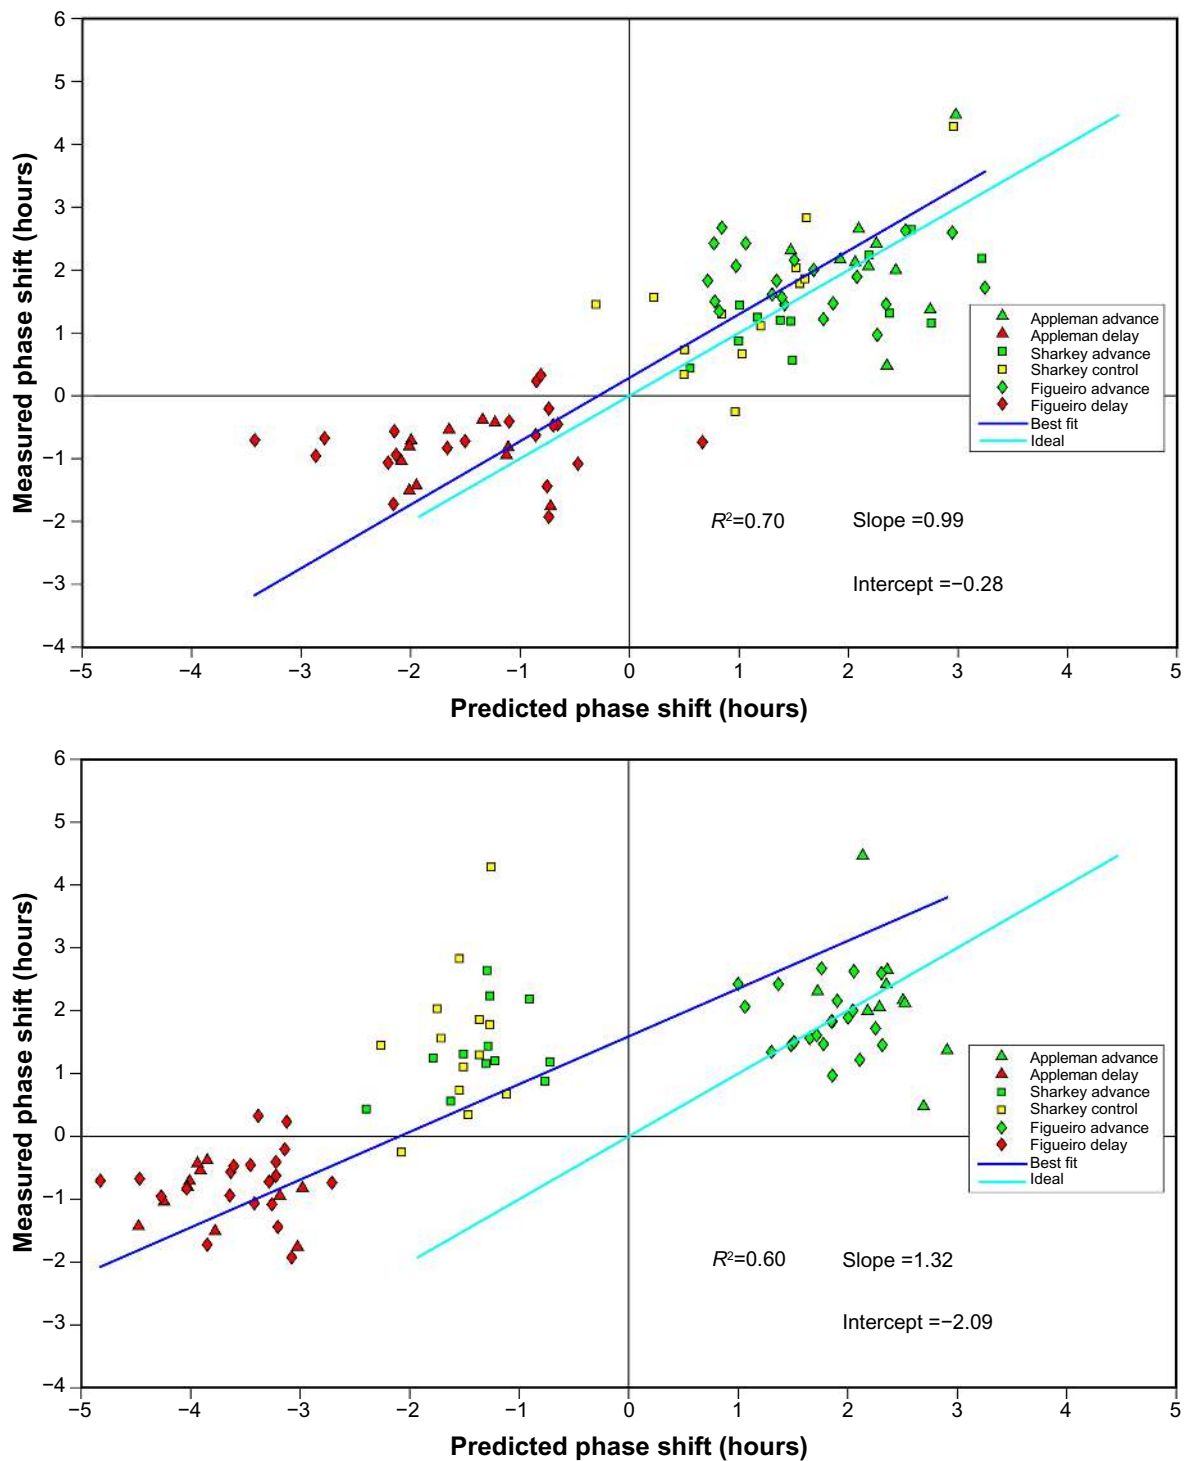 6
5
4
3
2
1
0
−1
−2
−3
−4
Measured phase shift (hours)
Appleman advance
Appleman delay
Sharkey advance
Sharkey control
Figueiro advance
Figueiro delay
Best fit
Ideal
R²=0.70 Slope =0.99
Intercept =−0.28
−5 −4 −3 −2 −1 0 1 2 3 4 5
Predicted phase shift (hours)
6
5
4
3
2
1
0
−1
−2
−3
−4
Measured phase shift (hours)
Appleman advance
Appleman delay
Sharkey advance
Sharkey control
Figueiro advance
Figueiro delay
Best fit
Ideal
R²=0.60 Slope =1.32
Intercept =−2.09
−5 −4 −3 −2 −1 0 1 2 3 4 5
Predicted phase shift (hours)